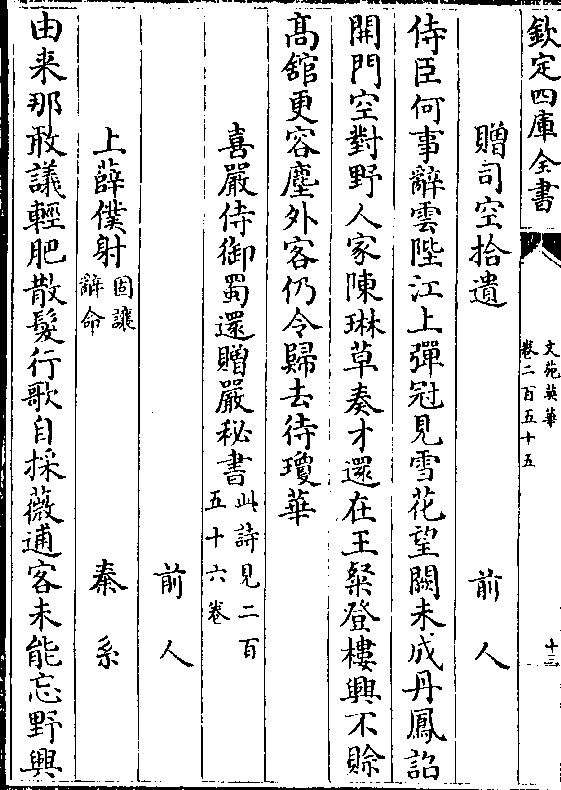 欽定四庫全書
文苑英華
卷二百五十五
十三
贈司空拾遺 前人
侍臣何事辭雲陛江上彈冠見雪花望闕未成丹鳳詔
開門空對野人家陳琳草奏才還在王粲登樓興不賒
高舘更容塵外客仍令歸去待瓊華
喜嚴侍御蜀還贈嚴秘書此詩見二百五十六卷
前人
上薛僕射固讓辭命 秦系
由来那敢議輕肥散髮行歌自採薇逋客未能忘野興